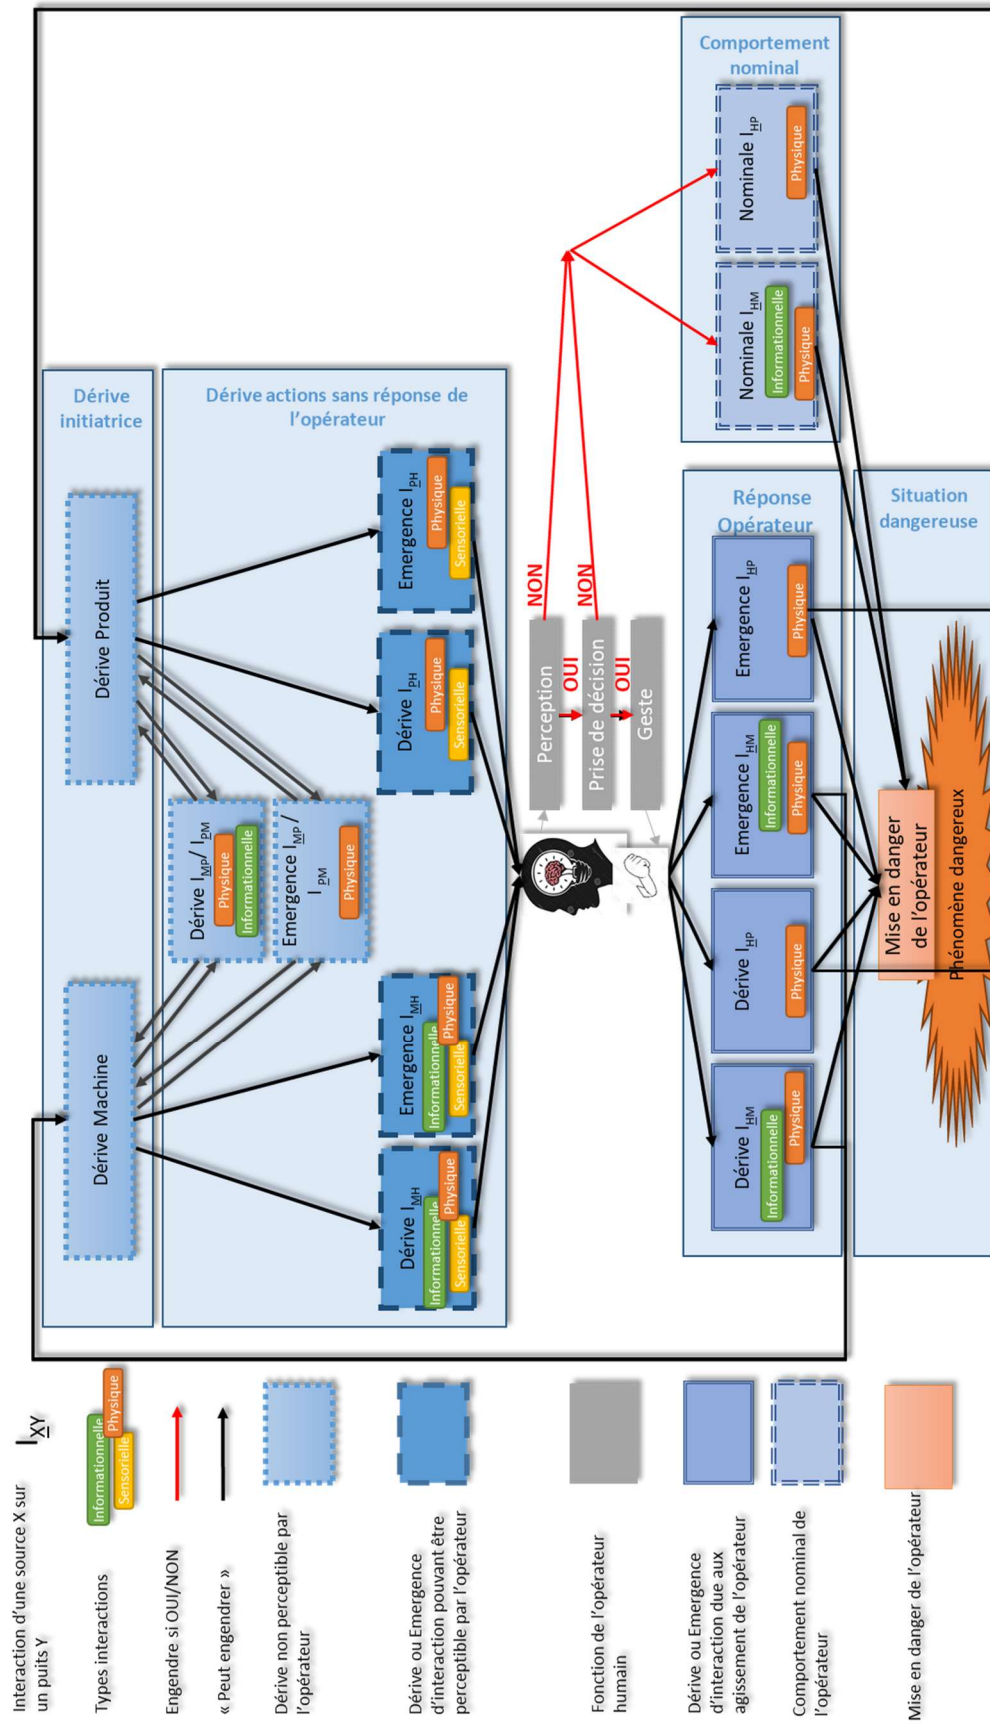 Dérive
initiatrice
Dérive Machine
Dérive Produit
Dérive actions sans réponse de
l'opérateur
Dérive I_MP/ I_PM
Physique
Informationnelle
Emergence I_MP /
I_PM
Physique
Dérive I_MH
Informationnelle
Physique
Sensorielle
Emergence I_MH
Informationnelle
Physique
Sensorielle
Dérive I_PH
Physique
Sensorielle
Emergence I_PH
Physique
Sensorielle
Perception
NON
OUI
Prise de décision
NON
OUI
Geste
Comportement
nominal
Nominale I_HM
Informationnelle
Physique
Nominale I_HP
Physique
Réponse
Opérateur
Dérive I_HM
Informationnelle
Physique
Dérive I_HP
Physique
Emergence I_HM
Informationnelle
Physique
Emergence I_HP
Physique
Situation
dangereuse
Mise en danger
de l'opérateur
Phénomène dangereux
Interaction d'une source X sur
un puits Y
I_XY
Types interactions
Informationnelle
Physique
Sensorielle
Engendre si OUI/NON
« Peut engendrer »
Dérive non perceptible par
l'opérateur
Dérive ou Emergence
d'interaction pouvant être
perceptible par l'opérateur
Fonction de l'opérateur
humain
Dérive ou Emergence
d'interaction due aux
agissement de l'opérateur
Comportement nominal de
l'opérateur
Mise en danger de l'opérateur